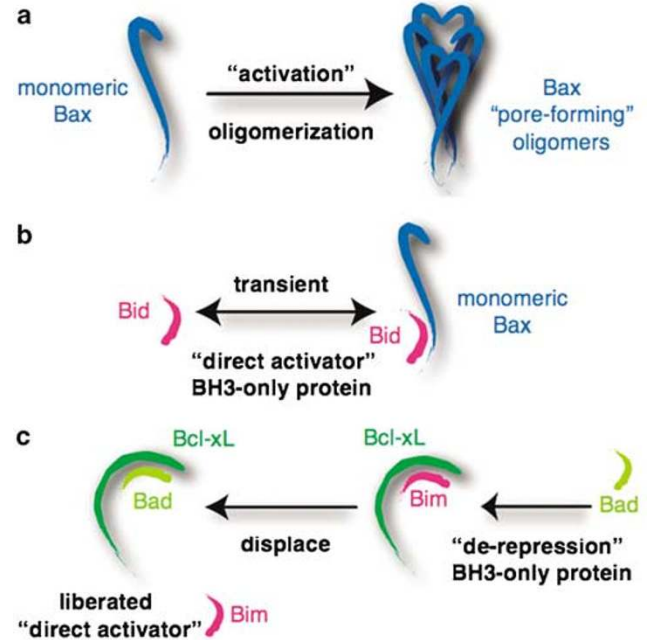 a
"activation"
monomeric
Bax
oligomerization
Bax
"pore-forming"
oligomers
b
transient
Bid
Bid
monomeric
Bax
"direct activator"
BH3-only protein
c
Bcl-xL
Bcl-xL
Bad
Bim
Bad
displace
"de-repression"
BH3-only protein
liberated
"direct activator"
Bim